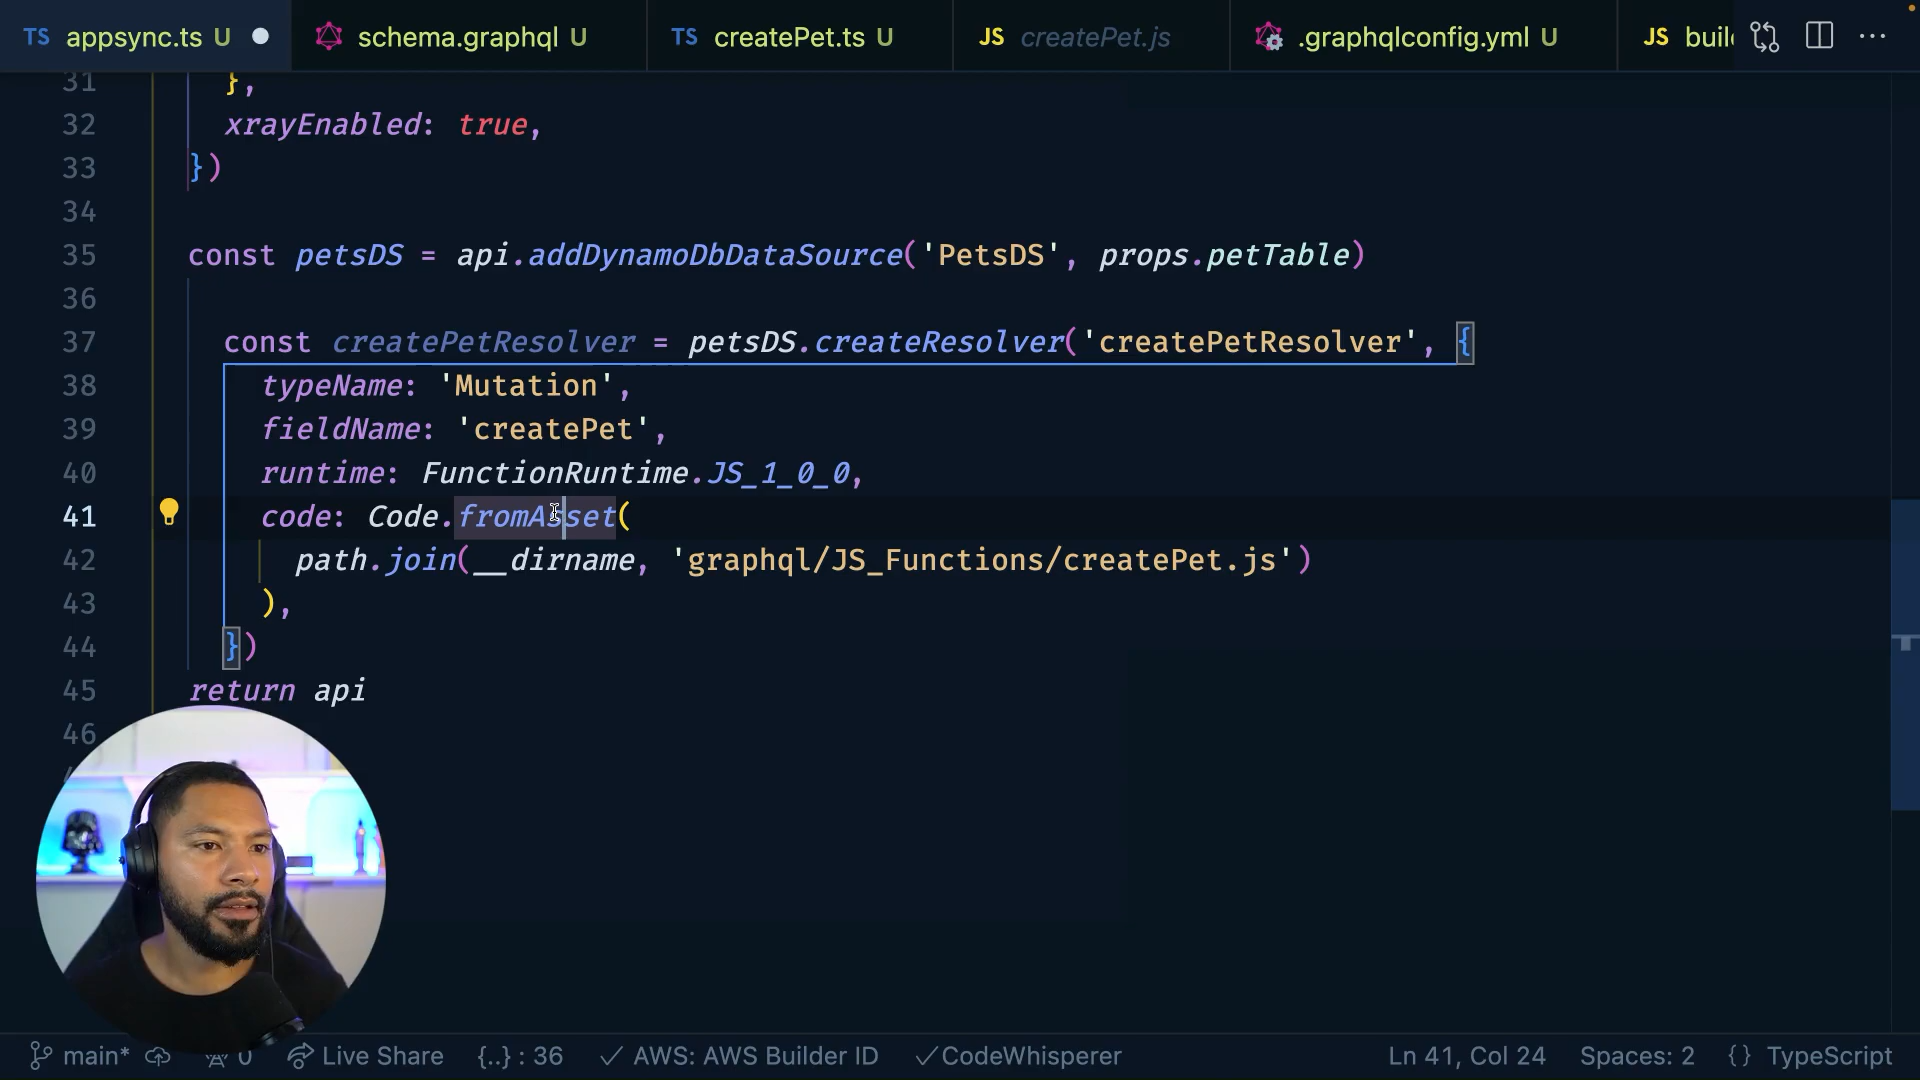 TS appsync.ts U
schema.graphql U
TS createPet.ts U
JS createPet.js
.graphqlconfig.yml U
JS buil
31 },
32 xrayEnabled: true,
33 })
34
35 const petsDS = api.addDynamoDbDataSource('PetsDS', props.petTable)
36
37 const createPetResolver = petsDS.createResolver('createPetResolver', {
38 typeName: 'Mutation',
39 fieldName: 'createPet',
40 runtime: FunctionRuntime.JS_1_0_0,
41 code: Code.fromAsset(
42 path.join(__dirname, 'graphql/JS_Functions/createPet.js')
43 ),
44 })
45 return api
46
main* 0 Live Share {..} : 36 AWS: AWS Builder ID CodeWhisperer Ln 41, Col 24 Spaces: 2 {} TypeScript